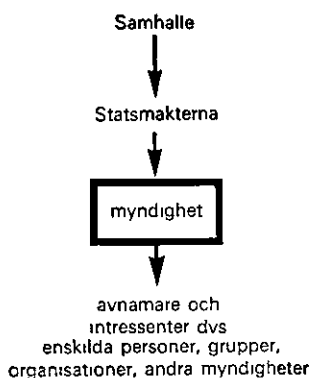 Samhalle
Statsmakterna
myndighet
avnamare och
intressenter dvs
enskilda personer, grupper,
organisationer, andra myndigheter